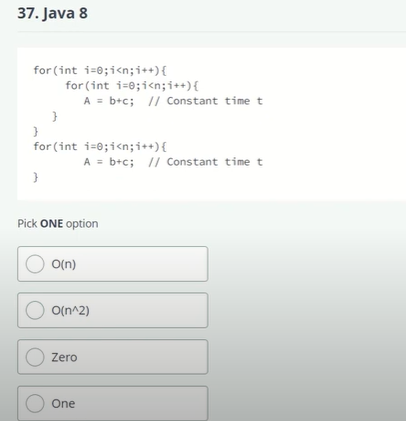 37. Java 8
for(int i=0;i<n;i++){
for(int i=0;i<n;i++){
A = b+c; // Constant time t
}
}
for(int i=0;i<n;i++){
A = b+c; // Constant time t
}
Pick ONE option
O(n)
O(n^2)
Zero
One